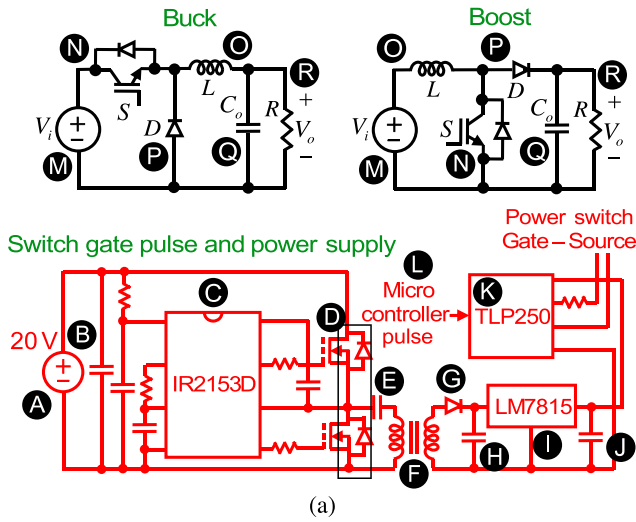 Buck
Boost
N
O
R
S
L
C_o
R
+
V_o
−
V_i
+
−
M
D
P
Q
O
P
R
L
D
C_o
R
+
V_o
−
V_i
+
−
M
S
N
Q
Switch gate pulse and power supply
Power switch
Gate – Source
L
Micro
controller
pulse
K
TLP250
20 V
A
B
+
−
C
IR2153D
D
E
F
G
H
LM7815
I
J
(a)